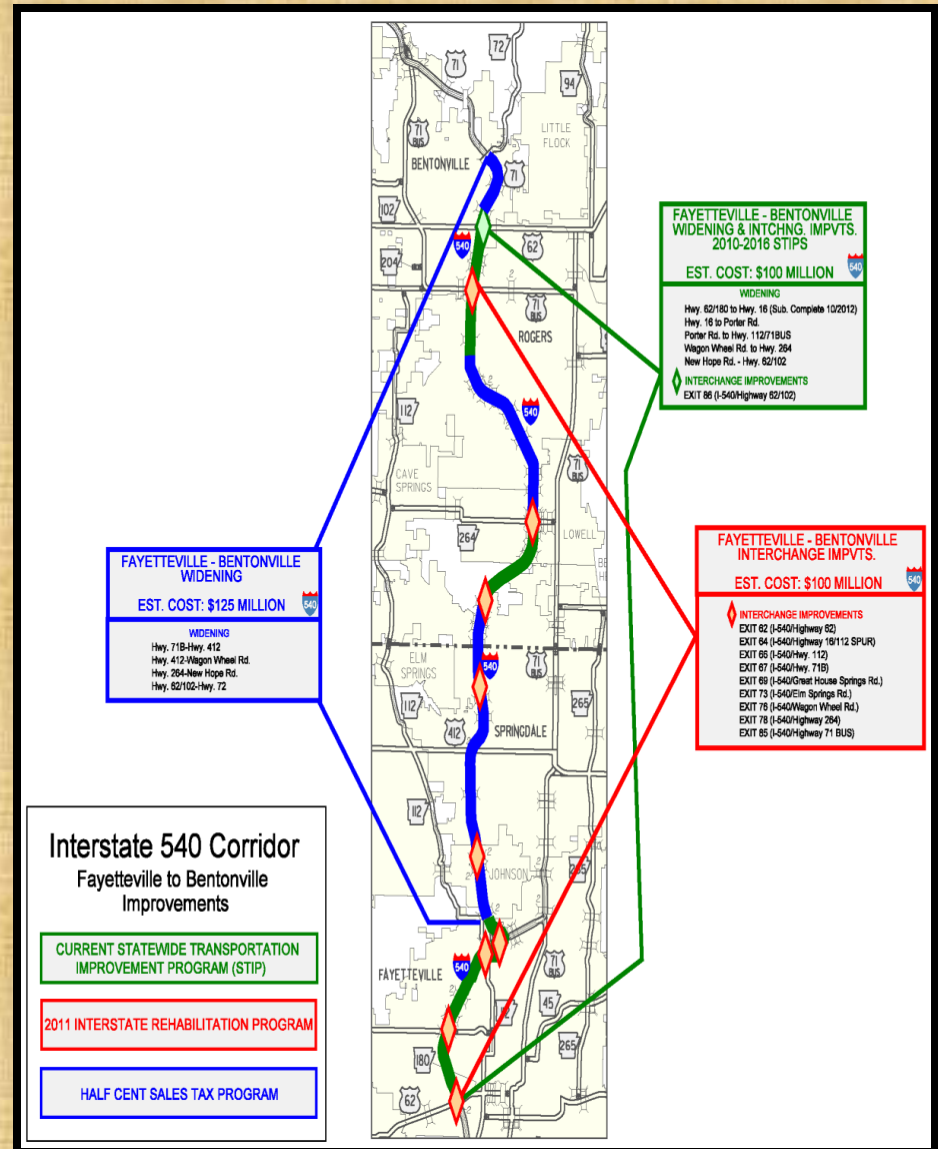 72
71
94
LITTLE
FLOCK
71
BUS
BENTONVILLE
71
102
540
62
204
71
BUS
ROGERS
112
540
71
BUS
CAVE
SPRINGS
264
LOWELL
ELM
SPRINGS
540
71
BUS
112
265
412
SPRINGDALE
112
JOHNSON
265
FAYETTEVILLE
540
71
BUS
45
180
265
62
FAYETTEVILLE - BENTONVILLE
WIDENING & INTCHNG. IMPVTS.
2010-2016 STIPS
EST. COST: $100 MILLION
540
WIDENING
Hwy. 62/180 to Hwy. 16 (Sub. Complete 10/2012)
Hwy. 16 to Porter Rd.
Porter Rd. to Hwy. 112/71BUS
Wagon Wheel Rd. to Hwy. 264
New Hope Rd. - Hwy. 62/102
INTERCHANGE IMPROVEMENTS
EXIT 86 (I-540/Highway 62/102)
FAYETTEVILLE - BENTONVILLE
WIDENING
EST. COST: $125 MILLION
540
WIDENING
Hwy. 71B-Hwy. 412
Hwy. 412-Wagon Wheel Rd.
Hwy. 264-New Hope Rd.
Hwy. 62/102-Hwy. 72
FAYETTEVILLE - BENTONVILLE
INTERCHANGE IMPVTS.
EST. COST: $100 MILLION
540
INTERCHANGE IMPROVEMENTS
EXIT 62 (I-540/Highway 62)
EXIT 64 (I-540/Highway 16/112 SPUR)
EXIT 66 (I-540/Hwy. 112)
EXIT 67 (I-540/Hwy. 71B)
EXIT 69 (I-540/Great House Springs Rd.)
EXIT 73 (I-540/Elm Springs Rd.)
EXIT 76 (I-540/Wagon Wheel Rd.)
EXIT 78 (I-540/Highway 264)
EXIT 85 (I-540/Highway 71 BUS)
Interstate 540 Corridor
Fayetteville to Bentonville
Improvements
CURRENT STATEWIDE TRANSPORTATION
IMPROVEMENT PROGRAM (STIP)
2011 INTERSTATE REHABILITATION PROGRAM
HALF CENT SALES TAX PROGRAM